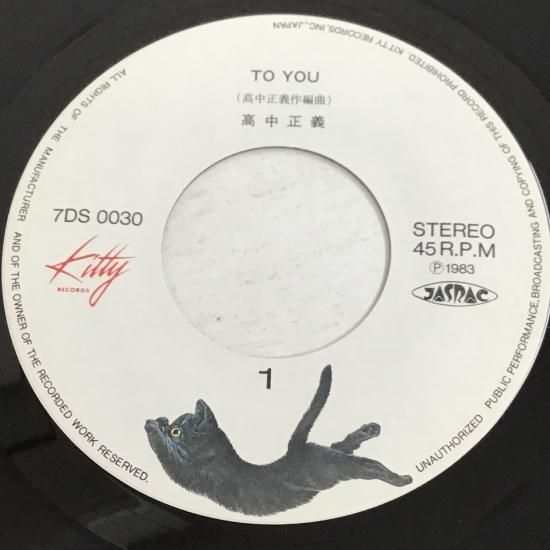 TO YOU
(高中正義作編曲)
高中正義
7DS 0030
Kitty
RECORDS
STEREO
45 R.P.M
Ⓟ1983
JASRAC
1
ALL RIGHTS OF THE MANUFACTURER AND OF THE OWNER OF THE RECORDED WORK RESERVED.
UNAUTHORIZED PUBLIC PERFORMANCE, BROADCASTING AND COPYING OF THIS RECORD PROHIBITED. KITTY RECORDS, INC., JAPAN